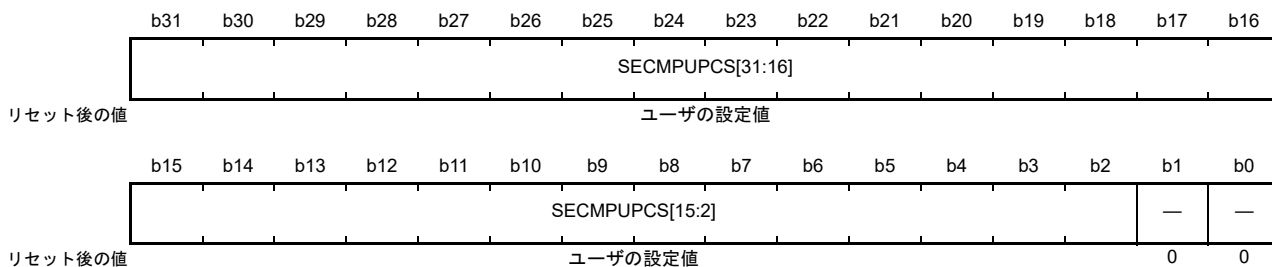 b31 b30 b29 b28 b27 b26 b25 b24 b23 b22 b21 b20 b19 b18 b17 b16
SECMPUPCS[31:16]
リセット後の値 ユーザの設定値
b15 b14 b13 b12 b11 b10 b9 b8 b7 b6 b5 b4 b3 b2 b1 b0
SECMPUPCS[15:2] — —
リセット後の値 ユーザの設定値 0 0